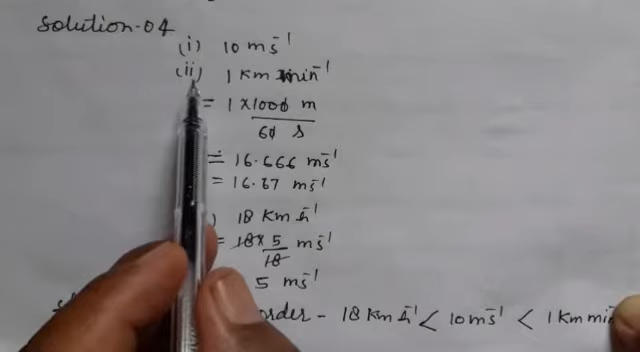 Solution-04
(i) 10 ms⁻¹
(ii) 1 Km min⁻¹
= 1 × 1000 m
60 s
= 16.666 ms⁻¹
= 16.67 ms⁻¹
) 18 Km h⁻¹
= 18 × 5 ms⁻¹
18
5 ms⁻¹
order - 18 Km h⁻¹ < 10 ms⁻¹ < 1 Km min